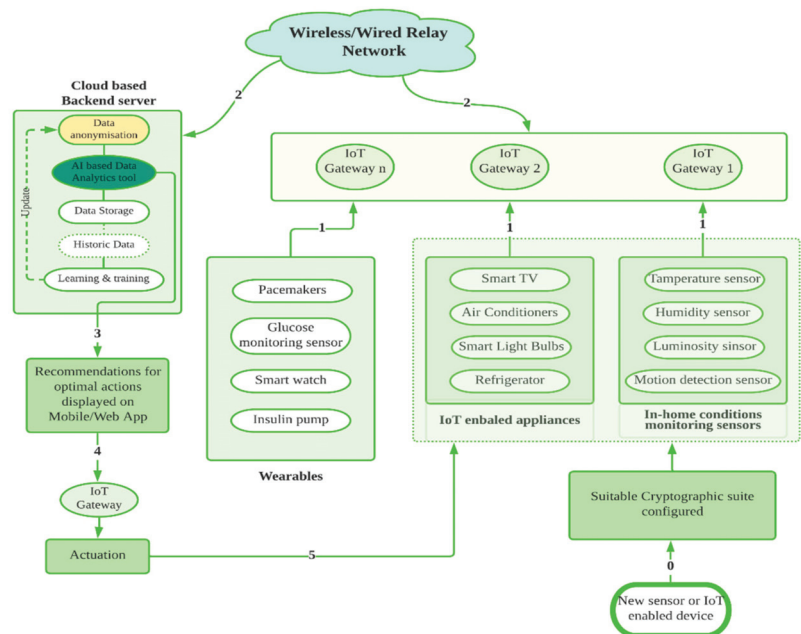 Wireless/Wired Relay
Network
Cloud based
Backend server
2
2
Data
anonymisation
AI based Data
Analytics tool
Data Storage
Historic Data
Learning & training
Update
IoT
Gateway n
IoT
Gateway 2
IoT
Gateway 1
1
1
1
Pacemakers
Glucose
monitoring sensor
Smart watch
Insulin pump
Wearables
Smart TV
Air Conditioners
Smart Light Bulbs
Refrigerator
IoT enbaled appliances
Tamperature sensor
Humidity sensor
Luminosity sinsor
Motion detection sensor
In-home conditions
monitoring sensors
3
Recommendations for
optimal actions
displayed on
Mobile/Web App
4
IoT
Gateway
Actuation
5
Suitable Cryptographic suite
configured
0
New sensor or IoT
enabled device